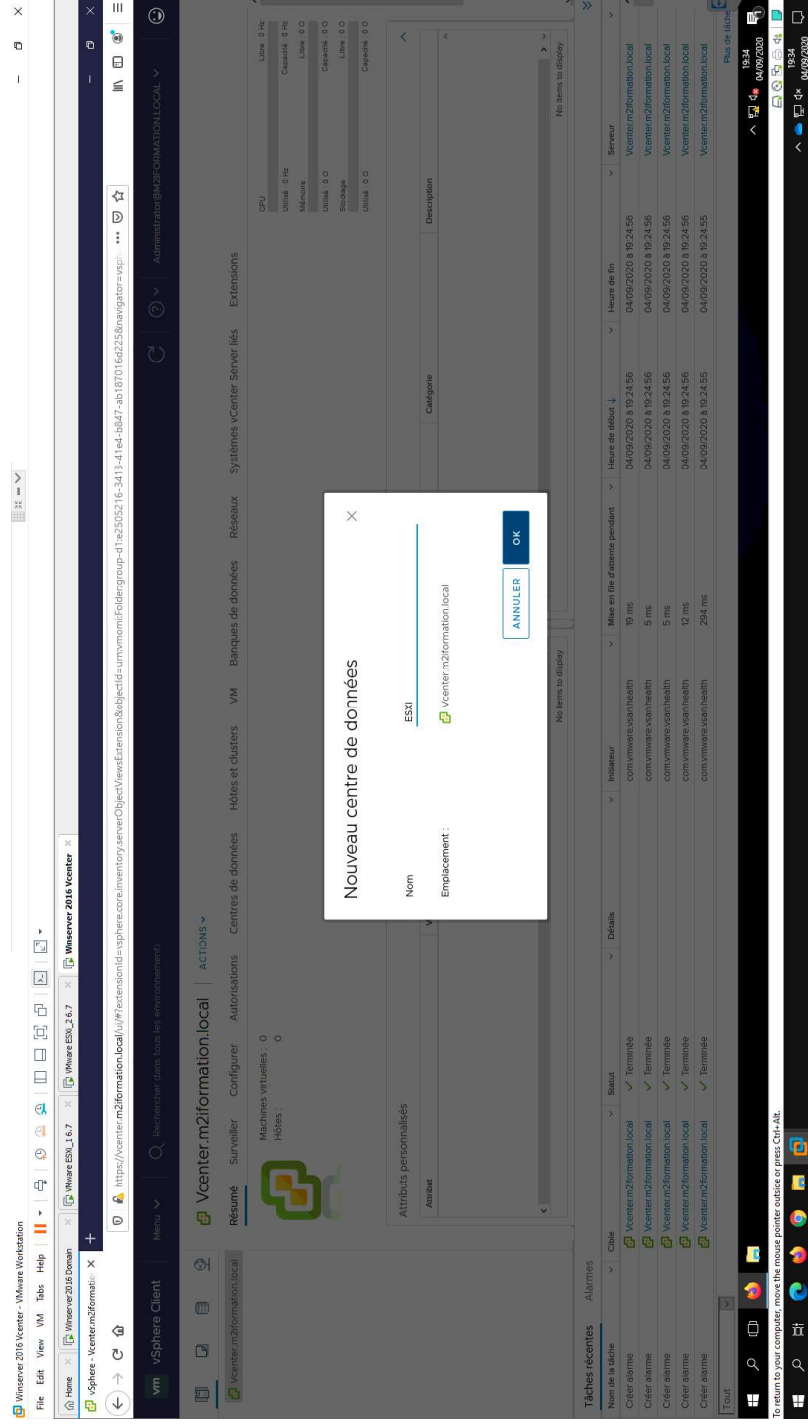 Winserver 2016 Vcenter - VMware Workstation
File Edit View VM Tabs Help
Home Winserver2016 Domain VMware ESXi_1 6.7 VMware ESXi_2 6.7 Winserver 2016 Vcenter
vSphere - Vcenter.m2iformatio
https://vcenter.m2iformation.local/ui/#?extensionId=vsphere.core.inventory.serverObjectViewsExtension&objectId=urn:vmomi:Folder:group-d1:e2505216-3413-41e4-b847-ab187016d225&navigator=vsph
vm vSphere Client Menu Rechercher dans tous les environnements Administrator@M2IFORMATION.LOCAL
Vcenter.m2iformation.local
Vcenter.m2iformation.local ACTIONS
Résumé Surveiller Configurer Autorisations Centres de données Hôtes et clusters VM Banques de données Réseaux Systèmes vCenter Server liés Extensions
Machines virtuelles : 0
Hôtes : 0
CPU Libre : 0 Hz
Utilisé : 0 Hz Capacité : 0 Hz
Mémoire Libre : 0 O
Utilisé : 0 O Capacité : 0 O
Stockage Libre : 0 O
Utilisé : 0 O Capacité : 0 O
Attributs personnalisés
Attribut V
Catégorie Description
No items to display
No items to display
Nouveau centre de données
Nom ESXI
Emplacement : Vcenter.m2iformation.local
ANNULER OK
Tâches récentes Alarmes
Nom de la tâche Cible Statut Détails Initiateur Mise en file d'attente pendant Heure de début Heure de fin Serveur
Créer alarme Vcenter.m2iformation.local Terminée com.vmware.vsan.health 19 ms 04/09/2020 à 19:24:56 04/09/2020 à 19:24:56 Vcenter.m2iformation.local
Créer alarme Vcenter.m2iformation.local Terminée com.vmware.vsan.health 5 ms 04/09/2020 à 19:24:56 04/09/2020 à 19:24:56 Vcenter.m2iformation.local
Créer alarme Vcenter.m2iformation.local Terminée com.vmware.vsan.health 5 ms 04/09/2020 à 19:24:56 04/09/2020 à 19:24:56 Vcenter.m2iformation.local
Créer alarme Vcenter.m2iformation.local Terminée com.vmware.vsan.health 12 ms 04/09/2020 à 19:24:56 04/09/2020 à 19:24:56 Vcenter.m2iformation.local
Créer alarme Vcenter.m2iformation.local Terminée com.vmware.vsan.health 294 ms 04/09/2020 à 19:24:55 04/09/2020 à 19:24:55 Vcenter.m2iformation.local
Tout Plus de tâche
19:34
04/09/2020
To return to your computer, move the mouse pointer outside or press Ctrl+Alt.
19:34
04/09/2020